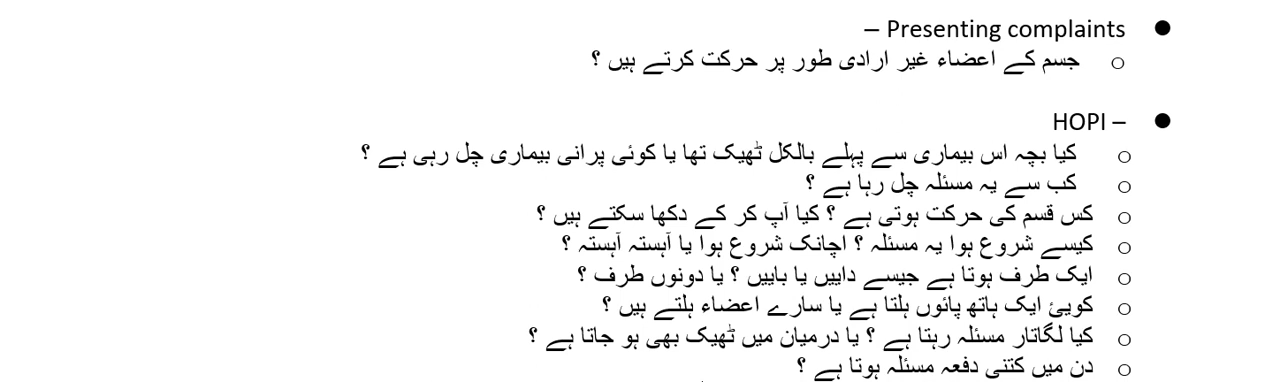 ● Presenting complaints –
o جسم کے اعضاء غیر ارادی طور پر حرکت کرتے ہیں ؟
● HOPI –
o کیا بچہ اس بیماری سے پہلے بالکل ٹھیک تھا یا کوئی پرانی بیماری چل رہی ہے ؟
o کب سے یہ مسئلہ چل رہا ہے ؟
o کس قسم کی حرکت ہوتی ہے ؟ کیا آپ کر کے دکھا سکتے ہیں ؟
o کیسے شروع ہوا یہ مسئلہ ؟ اچانک شروع ہوا یا آہستہ آہستہ ؟
o ایک طرف ہوتا ہے جیسے داییں یا باییں ؟ یا دونوں طرف ؟
o کویئ ایک ہاتھ پائوں ہلتا ہے یا سارے اعضاء ہلتے ہیں ؟
o کیا لگاتار مسئلہ رہتا ہے ؟ یا درمیان میں ٹھیک بھی ہو جاتا ہے ؟
o دن میں کتنی دفعہ مسئلہ ہوتا ہے ؟